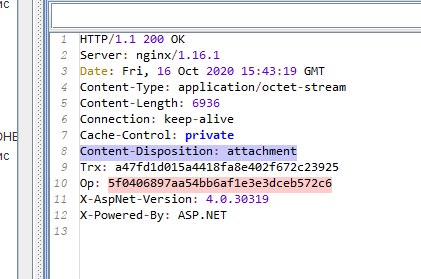 ис
ОНЕ
ис
1 HTTP/1.1 200 OK
2 Server: nginx/1.16.1
3 Date: Fri, 16 Oct 2020 15:43:19 GMT
4 Content-Type: application/octet-stream
5 Content-Length: 6936
6 Connection: keep-alive
7 Cache-Control: private
8 Content-Disposition: attachment
9 Trx: a47fd1d015a4418fa8e402f672c23925
10 Op: 5f0406897aa54bb6af1e3e3dceb572c6
11 X-AspNet-Version: 4.0.30319
12 X-Powered-By: ASP.NET
13